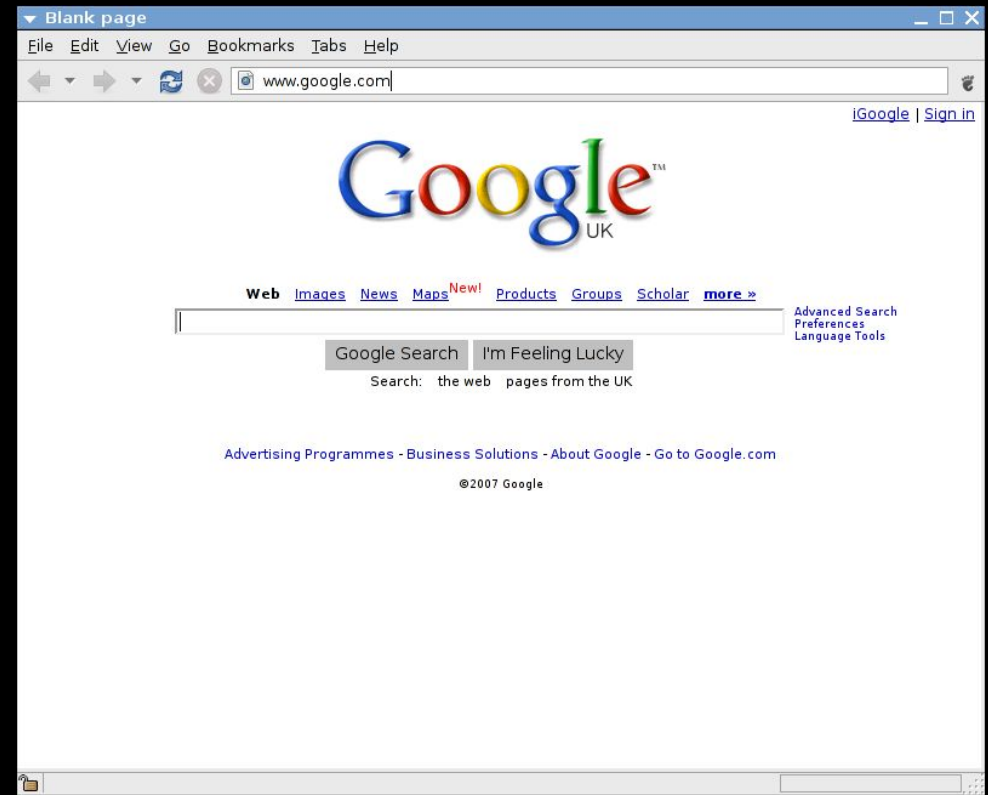 Blank page
File Edit View Go Bookmarks Tabs Help
www.google.com
iGoogle | Sign in
Google™
UK
Web Images News Maps New! Products Groups Scholar more »
Advanced Search
Preferences
Language Tools
Google Search I'm Feeling Lucky
Search: the web pages from the UK
Advertising Programmes - Business Solutions - About Google - Go to Google.com
©2007 Google